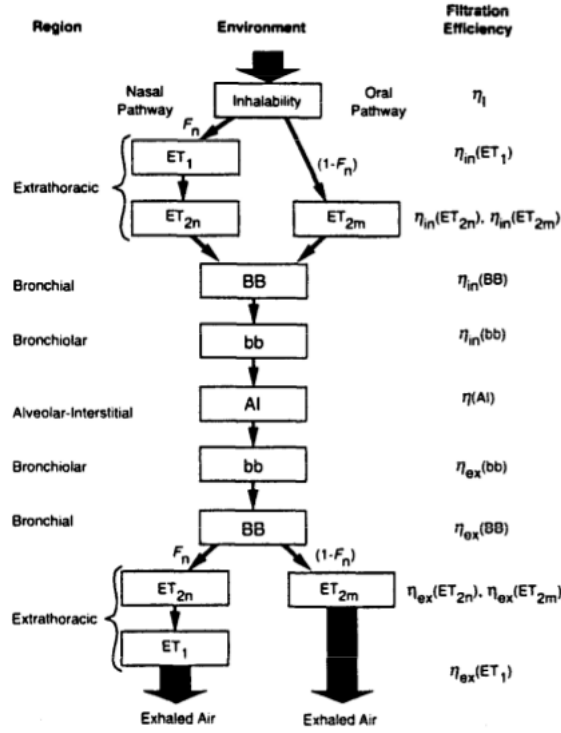 Region Environment Filtration Efficiency
Nasal Pathway Inhalability Oral Pathway η_I
F_n
ET_1 (1-F_n) η_in(ET_1)
Extrathoracic
ET_2n ET_2m η_in(ET_2n), η_in(ET_2m)
Bronchial BB η_in(BB)
Bronchiolar bb η_in(bb)
Alveolar-Interstitial AI η(AI)
Bronchiolar bb η_ex(bb)
Bronchial BB η_ex(BB)
F_n (1-F_n)
ET_2n ET_2m η_ex(ET_2n), η_ex(ET_2m)
Extrathoracic
ET_1 η_ex(ET_1)
Exhaled Air Exhaled Air